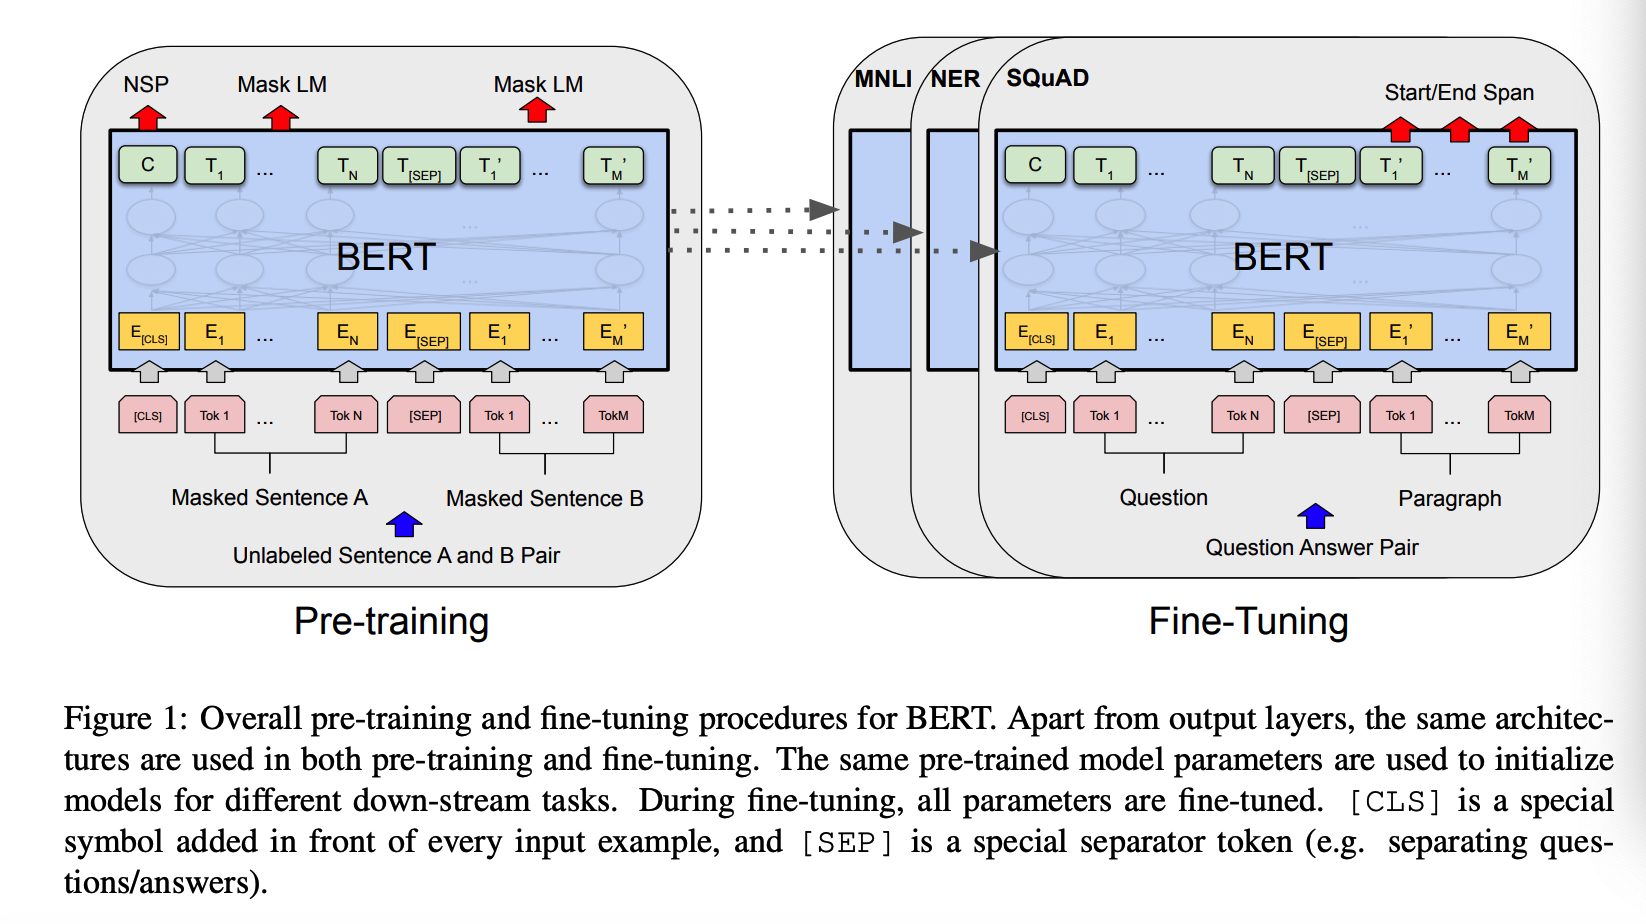 NSP Mask LM Mask LM
C T1 ... TN T[SEP] T1' ... TM'
BERT
E[CLS] E1 ... EN E[SEP] E1' ... EM'
[CLS] Tok 1 ... Tok N [SEP] Tok 1 ... TokM
Masked Sentence A Masked Sentence B
Unlabeled Sentence A and B Pair
Pre-training
MNLI NER SQuAD
Start/End Span
C T1 ... TN T[SEP] T1' ... TM'
BERT
E[CLS] E1 ... EN E[SEP] E1' ... EM'
[CLS] Tok 1 ... Tok N [SEP] Tok 1 ... TokM
Question Paragraph
Question Answer Pair
Fine-Tuning
Figure 1: Overall pre-training and fine-tuning procedures for BERT. Apart from output layers, the same architec-
tures are used in both pre-training and fine-tuning. The same pre-trained model parameters are used to initialize
models for different down-stream tasks. During fine-tuning, all parameters are fine-tuned. [CLS] is a special
symbol added in front of every input example, and [SEP] is a special separator token (e.g. separating ques-
tions/answers).